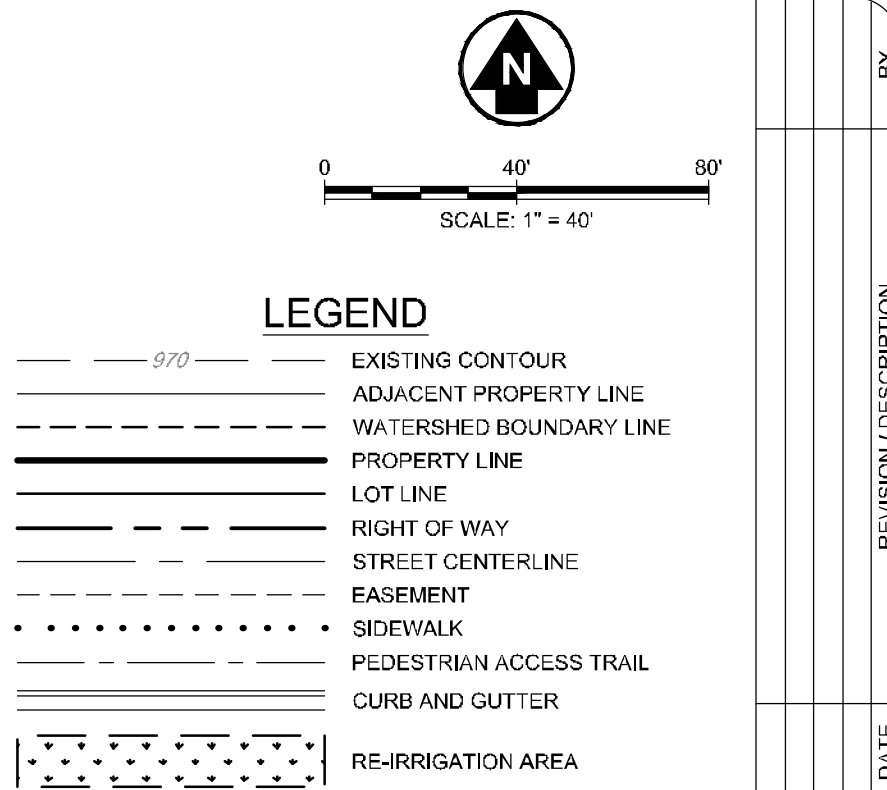 N
0 40' 80'
SCALE: 1" = 40'
LEGEND
970 EXISTING CONTOUR
ADJACENT PROPERTY LINE
WATERSHED BOUNDARY LINE
PROPERTY LINE
LOT LINE
RIGHT OF WAY
STREET CENTERLINE
EASEMENT
SIDEWALK
PEDESTRIAN ACCESS TRAIL
CURB AND GUTTER
RE-IRRIGATION AREA
BY
REVISION / DESCRIPTION
DATE